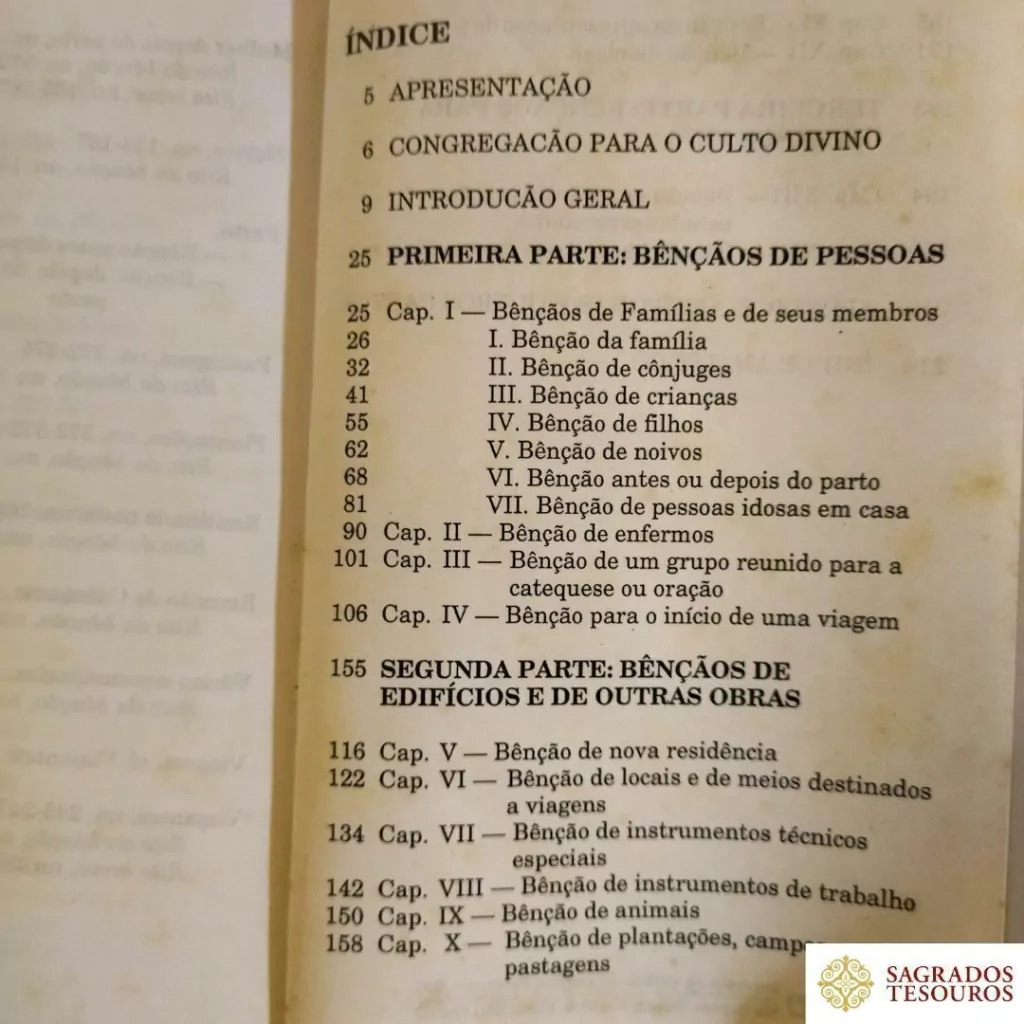 ÍNDICE
5 APRESENTAÇÃO
6 CONGREGACÃO PARA O CULTO DIVINO
9 INTRODUCÃO GERAL
25 PRIMEIRA PARTE: BÊNÇÃOS DE PESSOAS
25 Cap. I — Bênçãos de Famílias e de seus membros
26 I. Bênção da família
32 II. Bênção de cônjuges
41 III. Bênção de crianças
55 IV. Bênção de filhos
62 V. Bênção de noivos
68 VI. Bênção antes ou depois do parto
81 VII. Bênção de pessoas idosas em casa
90 Cap. II — Bênção de enfermos
101 Cap. III — Bênção de um grupo reunido para a
catequese ou oração
106 Cap. IV — Bênção para o início de uma viagem
155 SEGUNDA PARTE: BÊNÇÃOS DE
EDIFÍCIOS E DE OUTRAS OBRAS
116 Cap. V — Bênção de nova residência
122 Cap. VI — Bênção de locais e de meios destinados
a viagens
134 Cap. VII — Bênção de instrumentos técnicos
especiais
142 Cap. VIII — Bênção de instrumentos de trabalho
150 Cap. IX — Bênção de animais
158 Cap. X — Bênção de plantações,
pastagens
SAGRADOS
TESOUROS